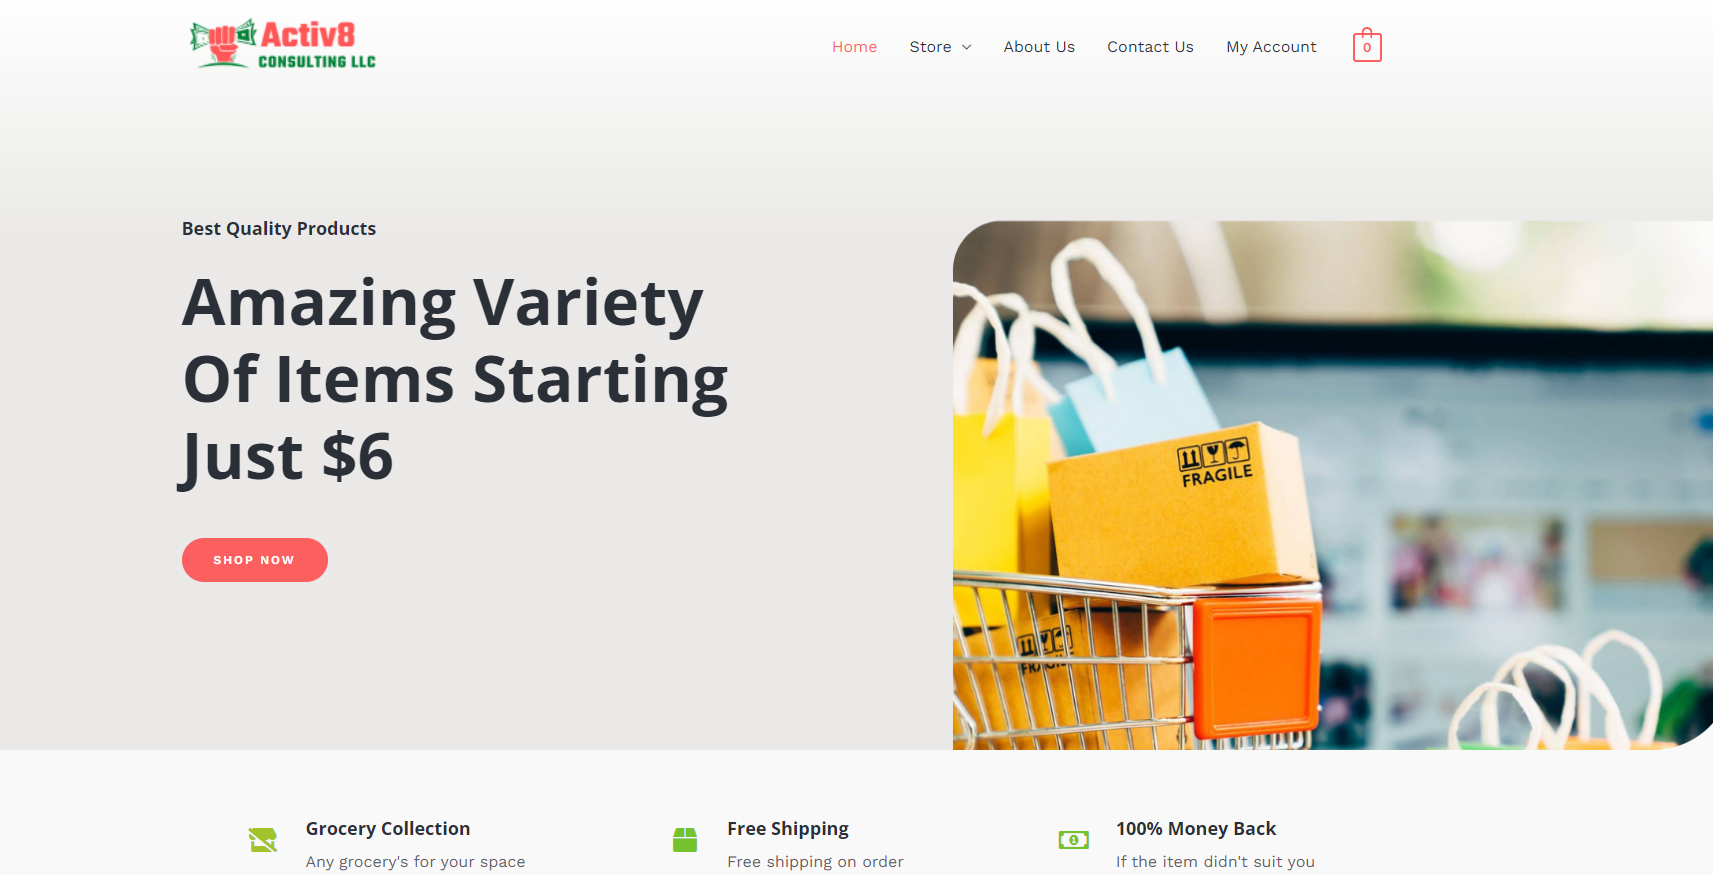 Activ8
CONSULTING LLC
Home
Store
About Us
Contact Us
My Account
0
Best Quality Products
Amazing Variety
Of Items Starting
Just $6
SHOP NOW
FRAGILE
FRAGILE
Grocery Collection
Any grocery's for your space
Free Shipping
Free shipping on order
100% Money Back
If the item didn't suit you